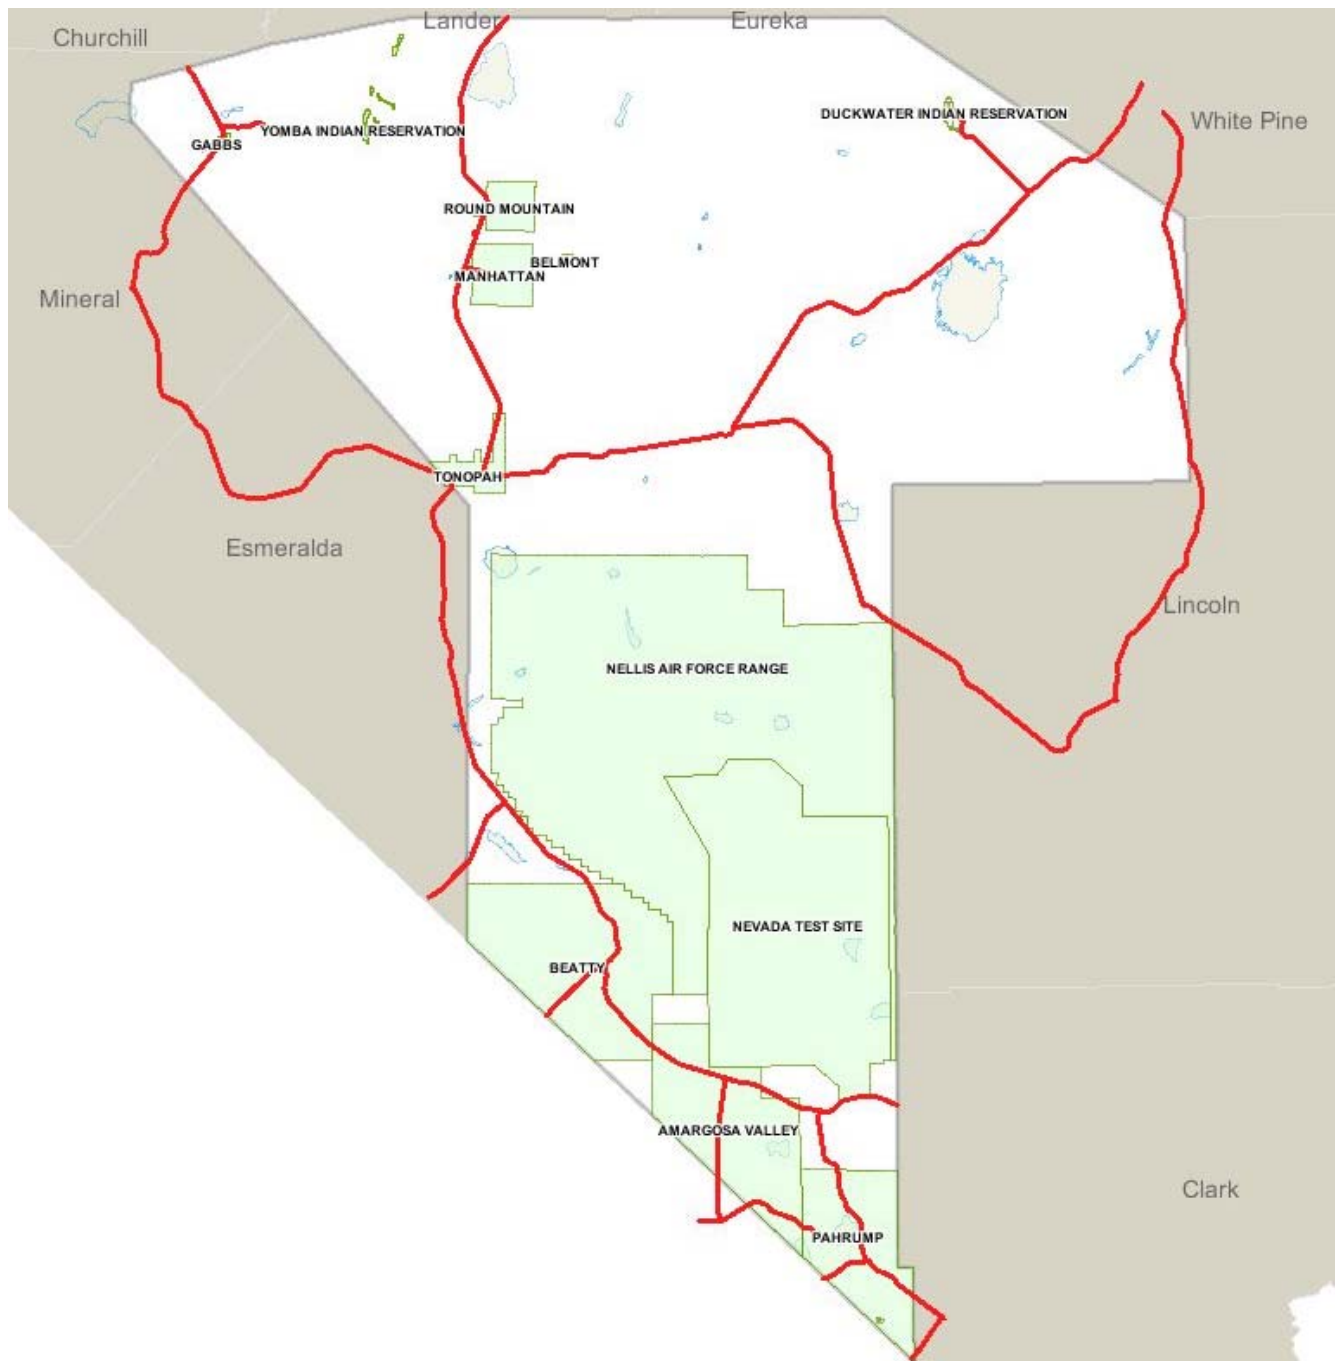 Lander
Eureka
Churchill
DUCKWATER INDIAN RESERVATION
White Pine
YOMBA INDIAN RESERVATION
GABBS
ROUND MOUNTAIN
BELMONT
MANHATTAN
Mineral
TONOPAH
Esmeralda
Lincoln
NELLIS AIR FORCE RANGE
NEVADA TEST SITE
BEATTY
AMARGOSA VALLEY
Clark
PAHRUMP